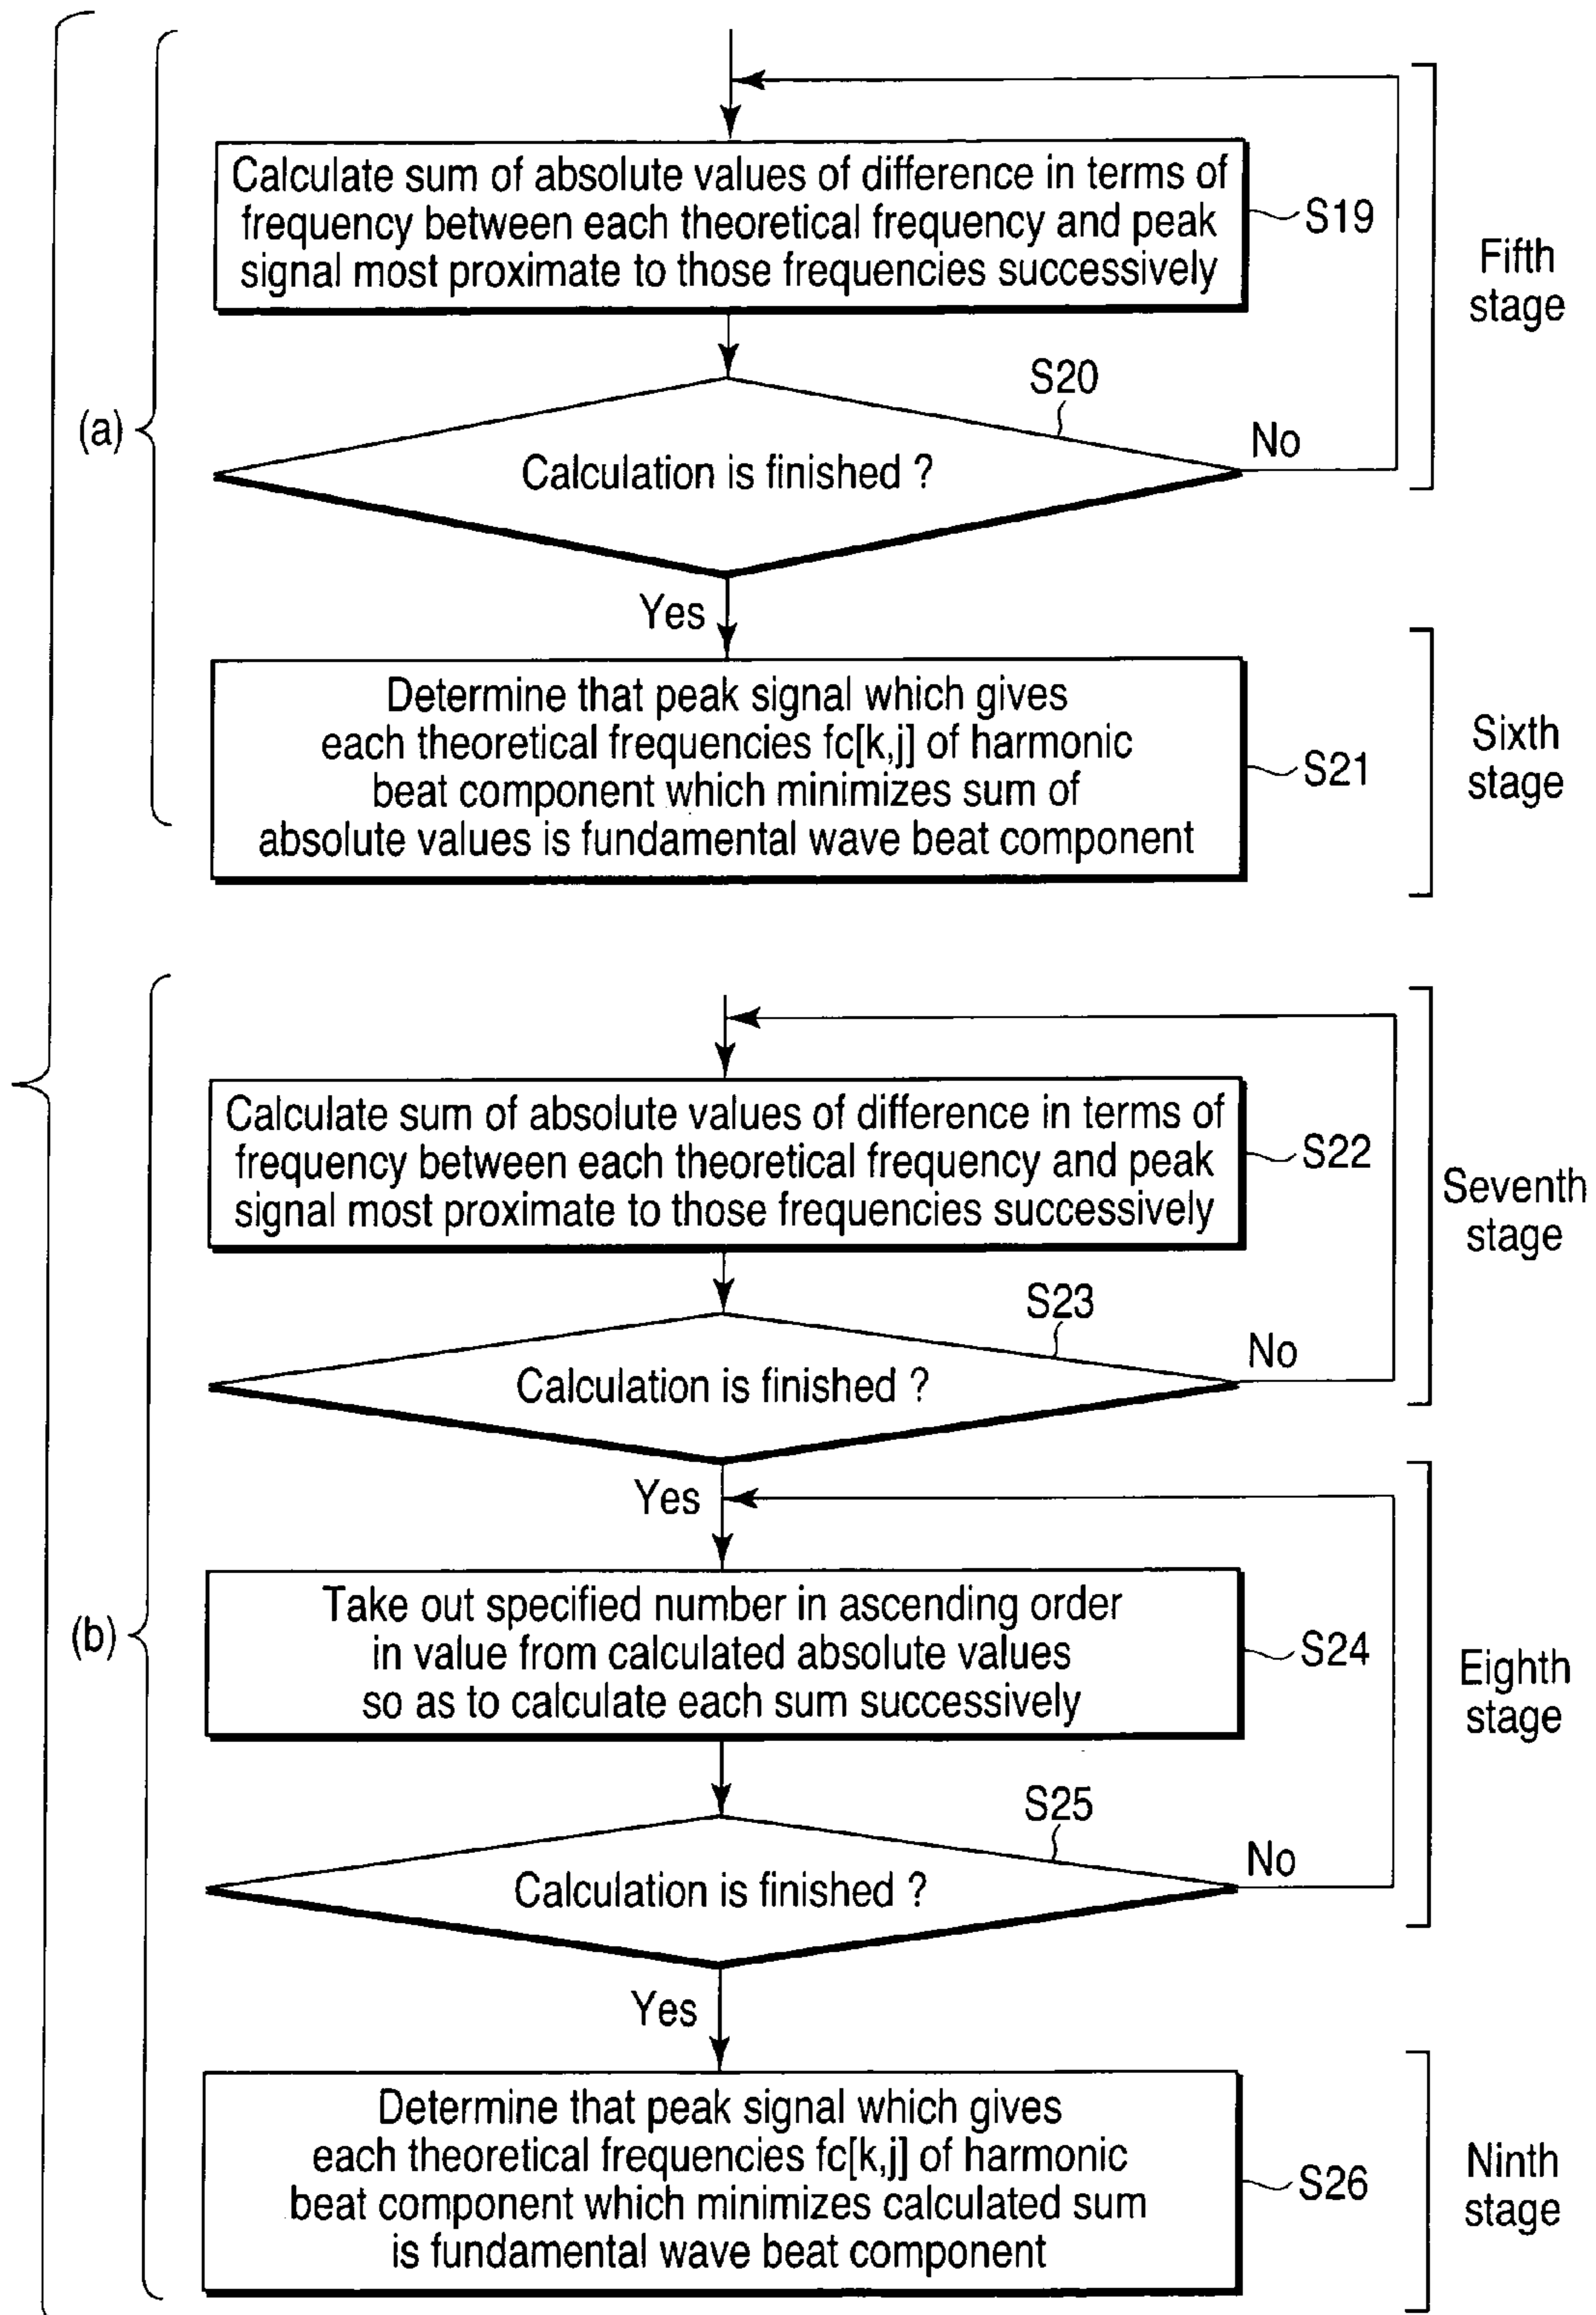 Calculate sum of absolute values of difference in terms of
frequency between each theoretical frequency and peak
signal most proximate to those frequencies successively
S19
Fifth
stage
S20
(a)
No
Calculation is finished ?
Yes
Determine that peak signal which gives
each theoretical frequencies fc[k,j] of harmonic
beat component which minimizes sum of
absolute values is fundamental wave beat component
S21
Sixth
stage
Calculate sum of absolute values of difference in terms of
frequency between each theoretical frequency and peak
signal most proximate to those frequencies successively
S22
Seventh
stage
S23
No
Calculation is finished ?
Yes
(b)
Take out specified number in ascending order
in value from calculated absolute values
so as to calculate each sum successively
S24
Eighth
stage
S25
No
Calculation is finished ?
Yes
Determine that peak signal which gives
each theoretical frequencies fc[k,j] of harmonic
beat component which minimizes calculated sum
is fundamental wave beat component
S26
Ninth
stage